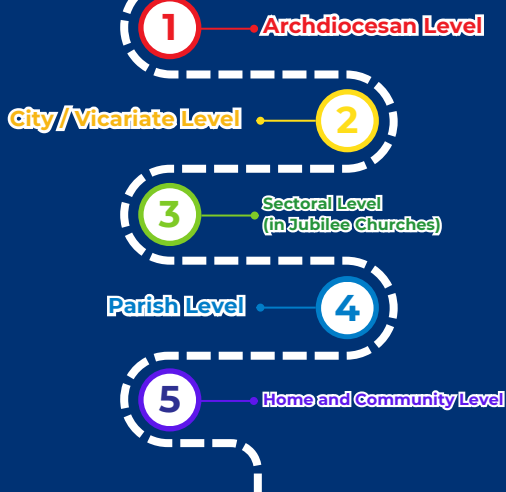 1
Archdiocesan Level
City / Vicariate Level
2
3
Sectoral Level
(in Jubilee Churches)
Parish Level
4
5
Home and Community Level